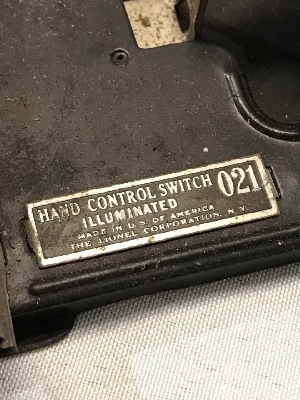 HAND CONTROL SWITCH 021
ILLUMINATED
MADE IN U.S. OF AMERICA
THE LIONEL CORPORATION, N.Y.